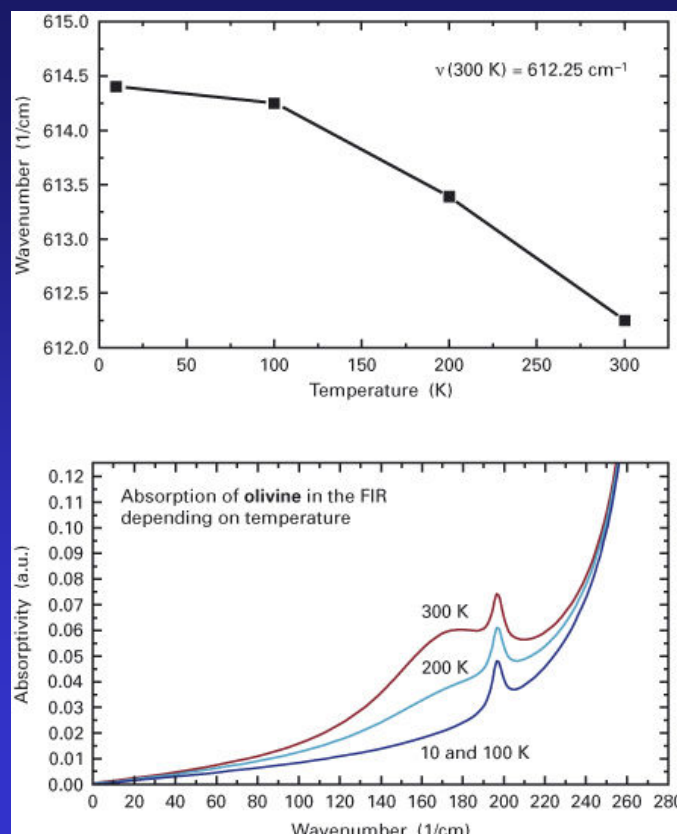 615.0
614.5
614.0
613.5
613.0
612.5
612.0
Wavenumber (1/cm)
ν(300 K) = 612.25 cm⁻¹
0 50 100 150 200 250 300
Temperature (K)
0.12
0.11
0.10
0.09
0.08
0.07
0.06
0.05
0.04
0.03
0.02
0.01
0.00
Absorptivity (a.u.)
Absorption of olivine in the FIR
depending on temperature
300 K
200 K
10 and 100 K
0 20 40 60 80 100 120 140 160 180 200 220 240 260 280
Wavenumber (1/cm)